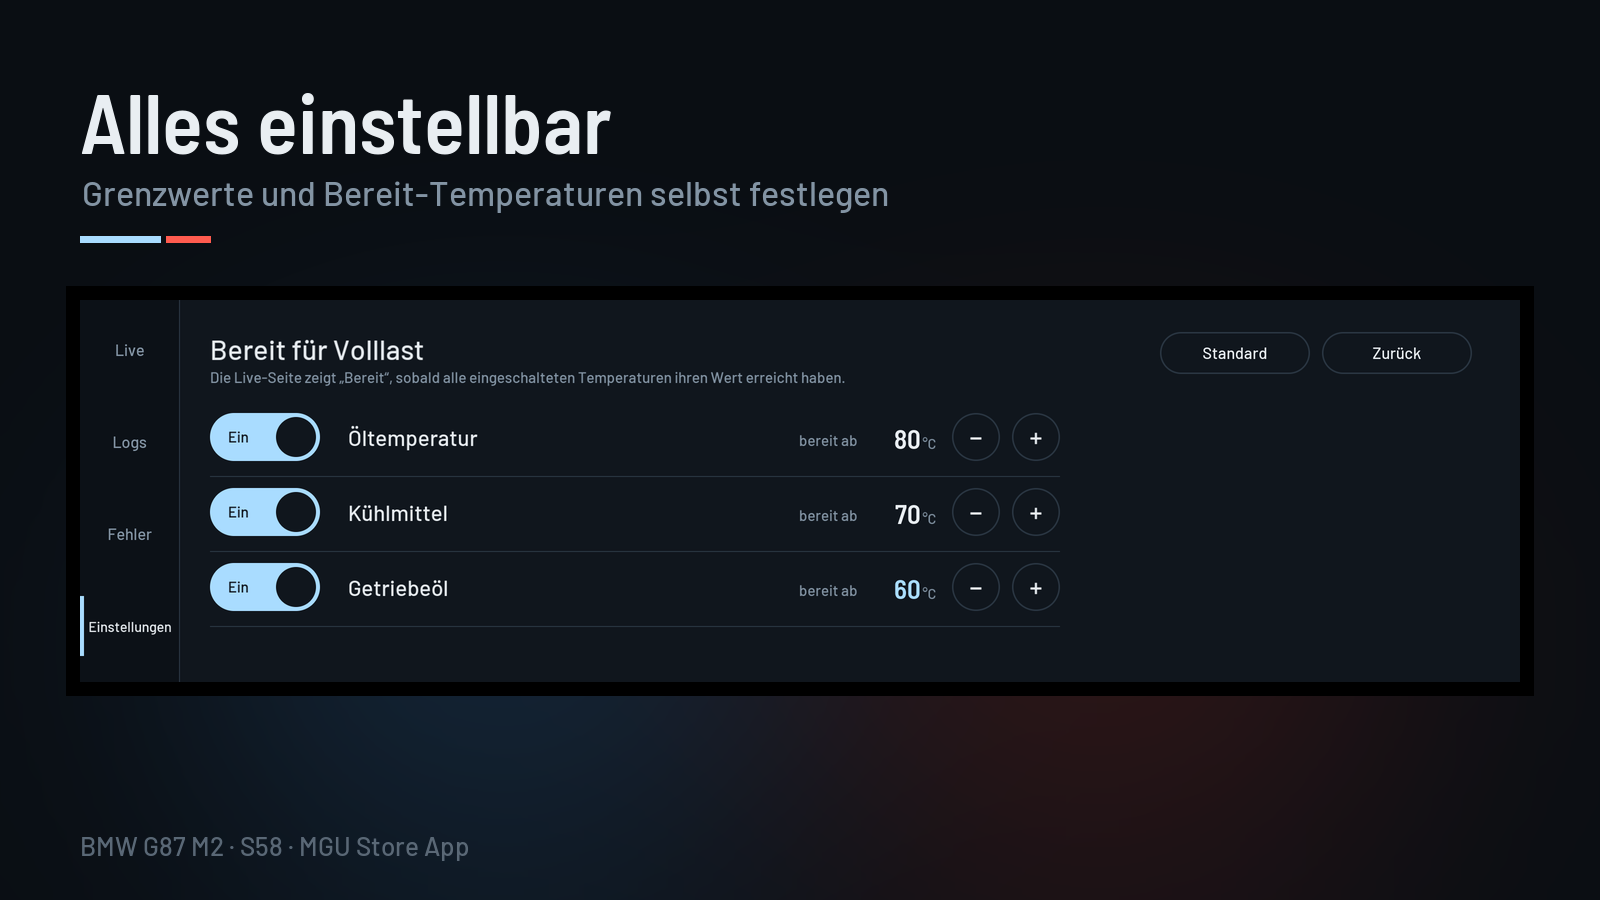 Alles einstellbar
Grenzwerte und Bereit-Temperaturen selbst festlegen
Live
Logs
Fehler
Einstellungen
Bereit für Volllast
Die Live-Seite zeigt „Bereit“, sobald alle eingeschalteten Temperaturen ihren Wert erreicht haben.
Standard
Zurück
Ein Öltemperatur bereit ab 80 °C − +
Ein Kühlmittel bereit ab 70 °C − +
Ein Getriebeöl bereit ab 60 °C − +
BMW G87 M2 · S58 · MGU Store App